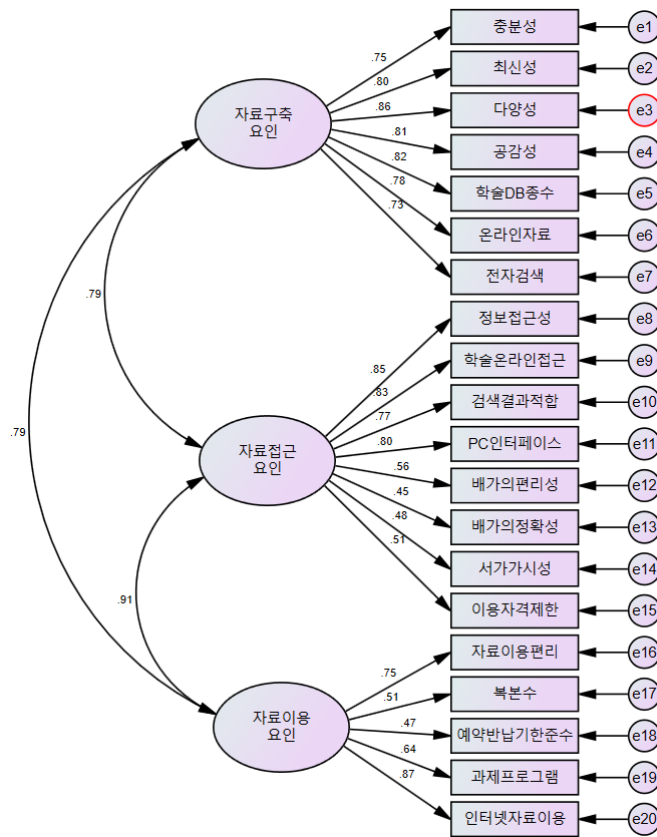 충분성
e1
.75
최신성
e2
.80
자료구축
요인
다양성
e3
.86
공감성
e4
.81
학술DB종수
e5
.82
온라인자료
e6
.78
전자검색
e7
.73
.79
정보접근성
e8
.85
학술온라인접근
e9
.83
검색결과적합
e10
.77
자료접근
요인
PC인터페이스
e11
.80
배가의편리성
e12
.56
배가의정확성
e13
.45
서가가시성
e14
.48
이용자격제한
e15
.51
.79
.91
자료이용편리
e16
.75
자료이용
요인
복본수
e17
.51
예약반납기한준수
e18
.47
과제프로그램
e19
.64
인터넷자료이용
e20
.87